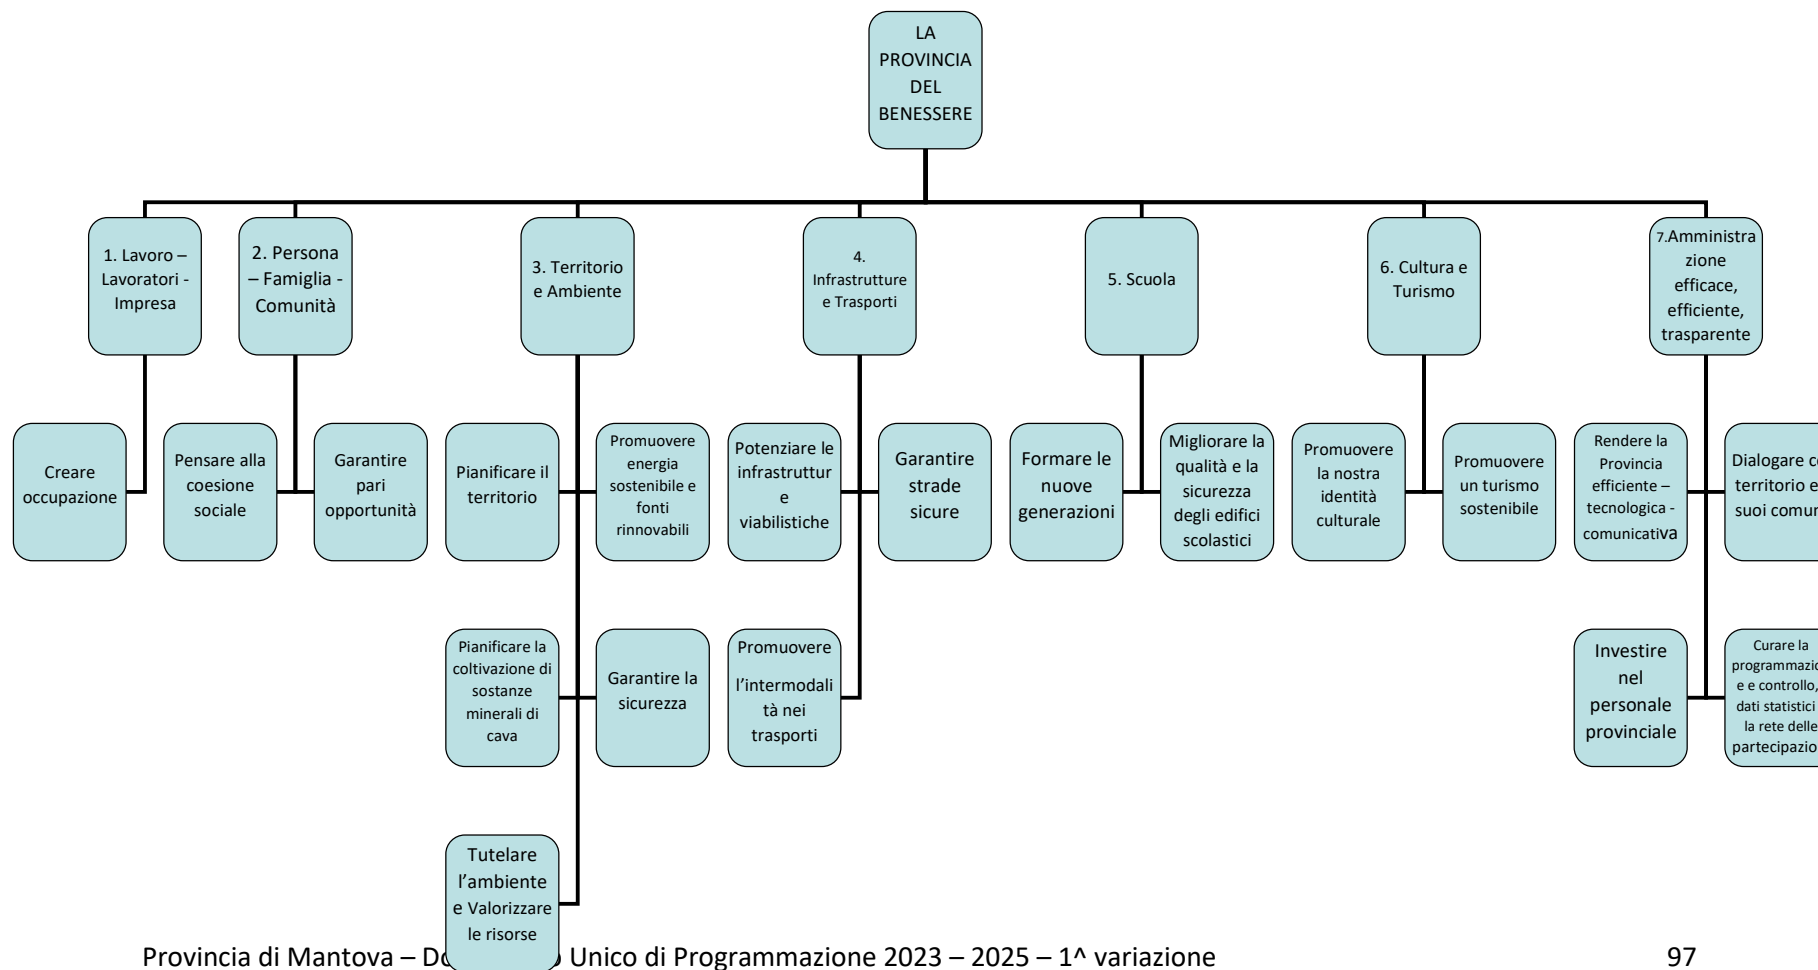 LA
PROVINCIA
DEL
BENESSERE
1. Lavoro –
Lavoratori -
Impresa
2. Persona
– Famiglia -
Comunità
3. Territorio
e Ambiente
4.
Infrastrutture
e Trasporti
5. Scuola
6. Cultura e
Turismo
7.Amministra
zione
efficace,
efficiente,
trasparente
Creare
occupazione
Pensare alla
coesione
sociale
Garantire
pari
opportunità
Pianificare il
territorio
Promuovere
energia
sostenibile e
fonti
rinnovabili
Potenziare le
infrastruttur
e
viabilistiche
Garantire
strade
sicure
Formare le
nuove
generazioni
Migliorare la
qualità e la
sicurezza
degli edifici
scolastici
Promuovere
la nostra
identità
culturale
Promuovere
un turismo
sostenibile
Rendere la
Provincia
efficiente –
tecnologica -
comunicativa
Dialogare
territorio e
suoi
Pianificare la
coltivazione di
sostanze
minerali di
cava
Garantire la
sicurezza
Promuovere
l’intermodali
tà nei
trasporti
Investire
nel
personale
provinciale
Curare la
e e controllo,
dati statistici
la rete delle
Tutelare
l’ambiente
e Valorizzare
le risorse
Provincia di Mantova – Unico di Programmazione 2023 – 2025 – 1^ variazione 97